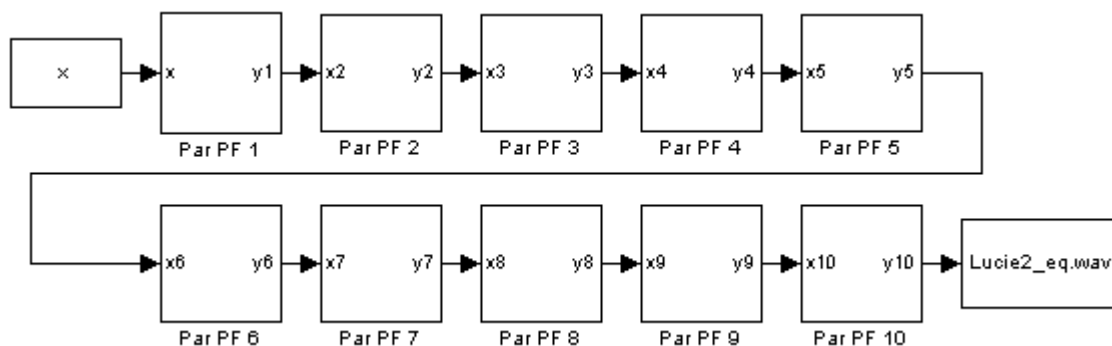 x
x y1
x2 y2
x3 y3
x4 y4
x5 y5
Par PF 1
Par PF 2
Par PF 3
Par PF 4
Par PF 5
x6 y6
x7 y7
x8 y8
x9 y9
x10 y10
Lucie2_eq.wav
Par PF 6
Par PF 7
Par PF 8
Par PF 9
Par PF 10